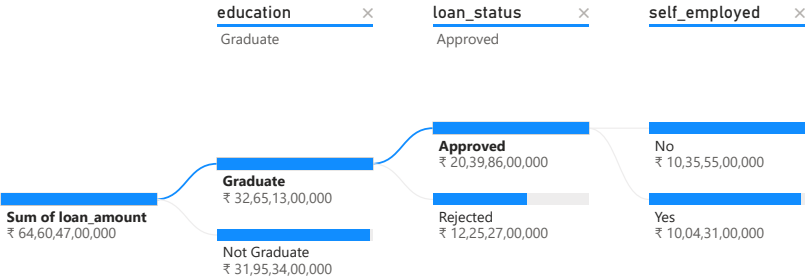 education ×
Graduate
loan_status ×
Approved
self_employed ×
Sum of loan_amount
₹ 64,60,47,00,000
Graduate
₹ 32,65,13,00,000
Not Graduate
₹ 31,95,34,00,000
Approved
₹ 20,39,86,00,000
Rejected
₹ 12,25,27,00,000
No
₹ 10,35,55,00,000
Yes
₹ 10,04,31,00,000